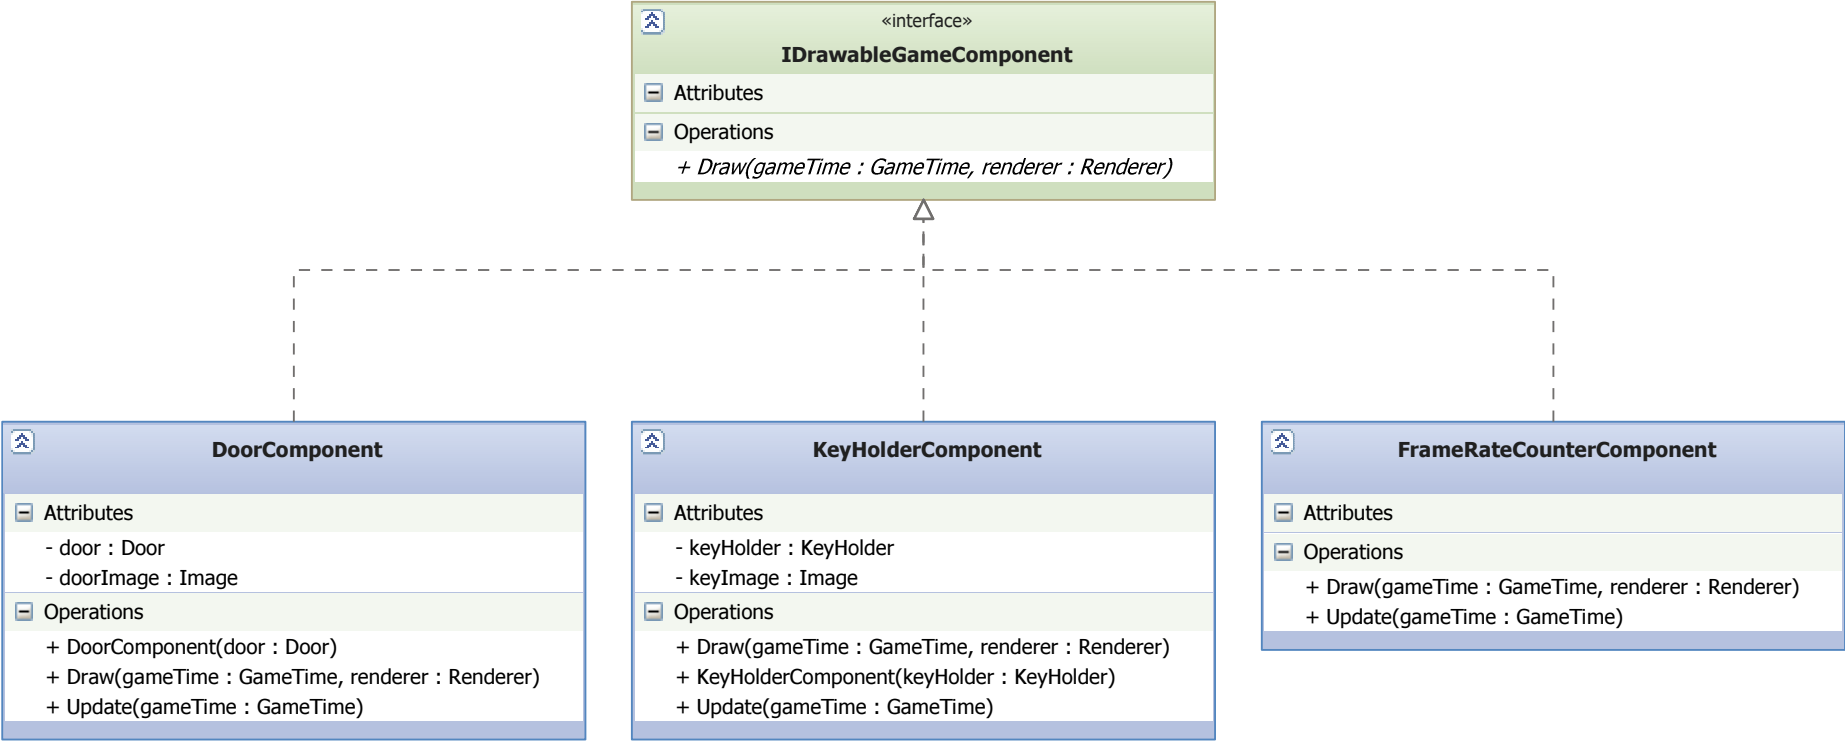 «interface»
IDrawableGameComponent
Attributes
Operations
+ Draw(gameTime : GameTime, renderer : Renderer)
DoorComponent
Attributes
- door : Door
- doorImage : Image
Operations
+ DoorComponent(door : Door)
+ Draw(gameTime : GameTime, renderer : Renderer)
+ Update(gameTime : GameTime)
KeyHolderComponent
Attributes
- keyHolder : KeyHolder
- keyImage : Image
Operations
+ Draw(gameTime : GameTime, renderer : Renderer)
+ KeyHolderComponent(keyHolder : KeyHolder)
+ Update(gameTime : GameTime)
FrameRateCounterComponent
Attributes
Operations
+ Draw(gameTime : GameTime, renderer : Renderer)
+ Update(gameTime : GameTime)